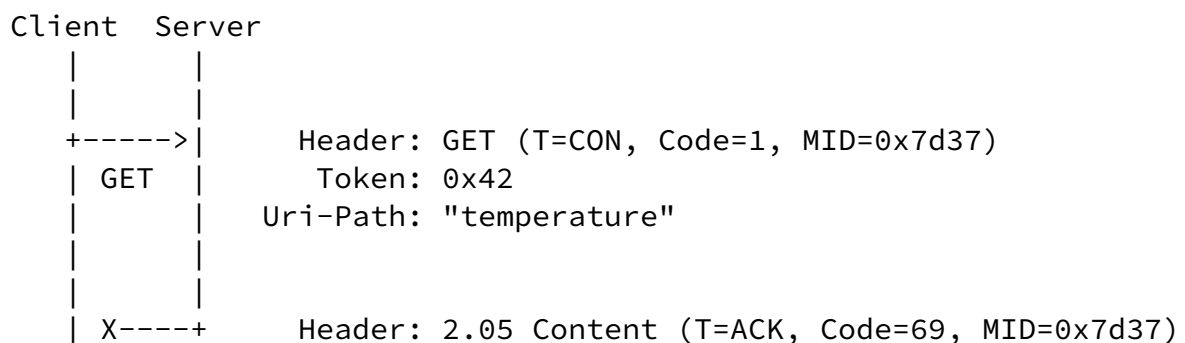 Client  Server
   |      |
   |      |
   +----->|     Header: GET (T=CON, Code=1, MID=0x7d37)
   | GET  |      Token: 0x42
   |      |   Uri-Path: "temperature"
   |      |
   |      |
   | X----+     Header: 2.05 Content (T=ACK, Code=69, MID=0x7d37)